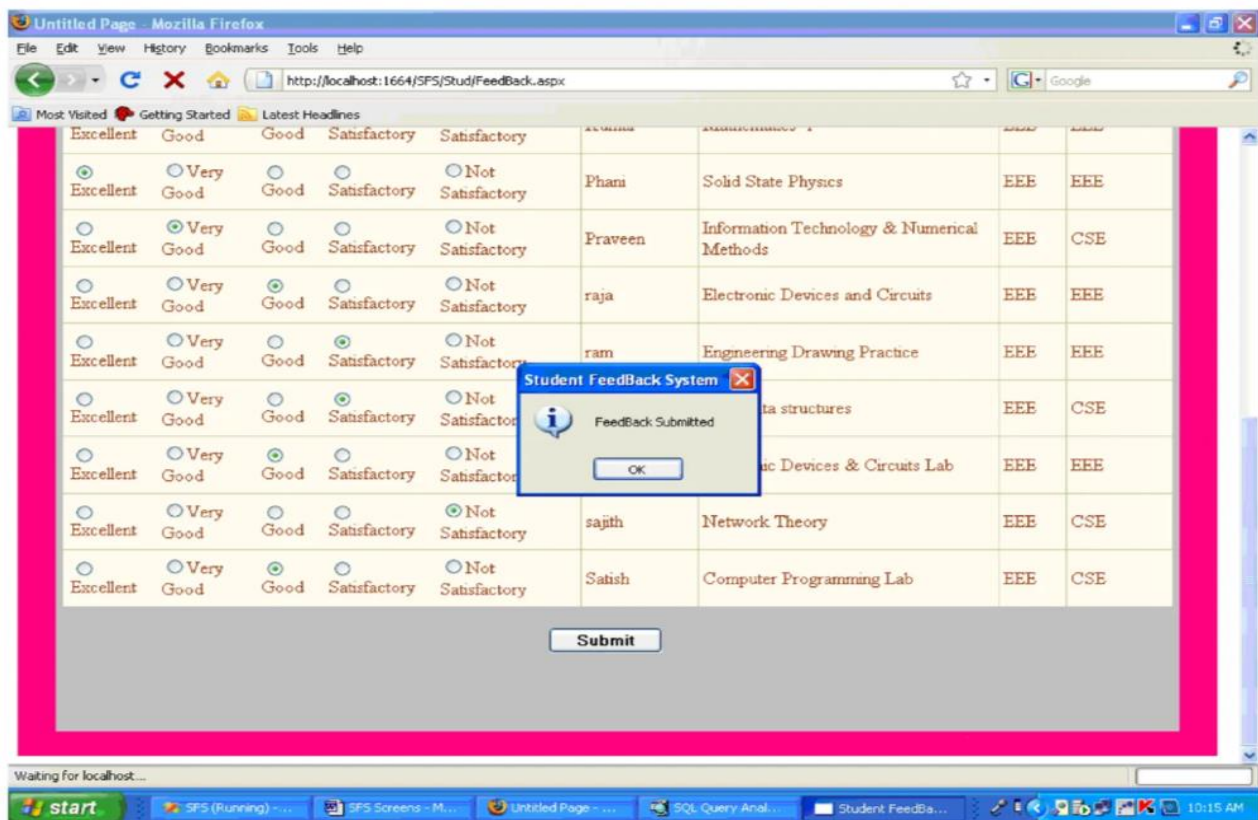 Untitled Page - Mozilla Firefox
File Edit View History Bookmarks Tools Help
http://localhost:1664/SFS/Stud/FeedBack.aspx
G Google
Most Visited Getting Started Latest Headlines
Excellent Good Good Satisfactory Satisfactory
Very Not
Excellent Good Good Satisfactory Satisfactory Phani Solid State Physics EEE EEE
Very Not Information Technology & Numerical
Excellent Good Good Satisfactory Satisfactory Praveen Methods EEE CSE
Very Not
Excellent Good Good Satisfactory Satisfactory raja Electronic Devices and Circuits EEE EEE
Very Not
Excellent Good Good Satisfactory Satisfactory ram Engineering Drawing Practice EEE EEE
Student FeedBack System
Very Not
Excellent Good Good Satisfactory Satisfactor ta structures EEE CSE
FeedBack Submitted
OK
Very Not
Excellent Good Good Satisfactory Satisfactory ic Devices & Circuits Lab EEE EEE
Very Not
Excellent Good Good Satisfactory Satisfactory sajith Network Theory EEE CSE
Very Not
Excellent Good Good Satisfactory Satisfactory Satish Computer Programming Lab EEE CSE
Submit
Waiting for localhost...
start SFS (Running) -... SFS Screens - M... Untitled Page - ... SQL Query Anal... Student FeedBa... 10:15 AM